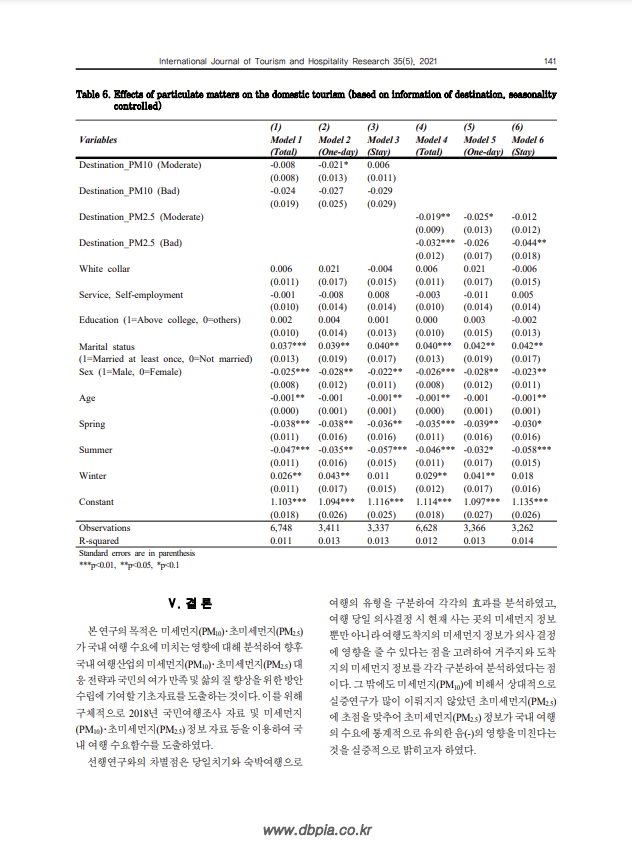 International Journal of Tourism and Hospitality Research 35(5), 2021 141
Table 6. Effects of particulate matters on the domestic tourism (based on information of destination, seasonality
controlled)
(1) (2) (3) (4) (5) (6)
Variables Model 1 Model 2 Model 3 Model 4 Model 5 Model 6
(Total) (One-day) (Stay) (Total) (One-day) (Stay)
Destination_PM10 (Moderate) -0.008 -0.021* 0.006
(0.008) (0.013) (0.011)
Destination_PM10 (Bad) -0.024 -0.027 -0.029
(0.019) (0.025) (0.029)
Destination_PM2.5 (Moderate) -0.019** -0.025* -0.012
(0.009) (0.013) (0.012)
Destination_PM2.5 (Bad) -0.032*** -0.026 -0.044**
(0.012) (0.017) (0.018)
White collar 0.006 0.021 -0.004 0.006 0.021 -0.006
(0.011) (0.017) (0.015) (0.011) (0.017) (0.015)
Service, Self-employment -0.001 -0.008 0.008 -0.003 -0.011 0.005
(0.010) (0.014) (0.014) (0.010) (0.014) (0.014)
Education (1=Above college, 0=others) 0.002 0.004 0.001 0.000 0.003 -0.002
(0.010) (0.014) (0.013) (0.010) (0.015) (0.013)
Marital status 0.037*** 0.039** 0.040** 0.040*** 0.042** 0.042**
(1=Married at least once, 0=Not married) (0.013) (0.019) (0.017) (0.013) (0.019) (0.017)
Sex (1=Male, 0=Female) -0.025*** -0.028** -0.022** -0.026*** -0.028** -0.023**
(0.008) (0.012) (0.011) (0.008) (0.012) (0.011)
Age -0.001** -0.001 -0.001** -0.001** -0.001 -0.001**
(0.000) (0.001) (0.001) (0.000) (0.001) (0.001)
Spring -0.038*** -0.038** -0.036** -0.035*** -0.039** -0.030*
(0.011) (0.016) (0.016) (0.011) (0.016) (0.016)
Summer -0.047*** -0.035** -0.057*** -0.046*** -0.032* -0.058***
(0.011) (0.016) (0.015) (0.011) (0.017) (0.015)
Winter 0.026** 0.043** 0.011 0.029** 0.041** 0.018
(0.011) (0.017) (0.015) (0.012) (0.017) (0.016)
Constant 1.103*** 1.094*** 1.116*** 1.114*** 1.097*** 1.135***
(0.018) (0.026) (0.025) (0.018) (0.027) (0.026)
Observations 6,748 3,411 3,337 6,628 3,366 3,262
R-squared 0.011 0.013 0.013 0.012 0.013 0.014
Standard errors are in parenthesis
***p<0.01, **p<0.05, *p<0.1
Ⅴ. 결 론
본 연구의 목적은 미세먼지(PM10)·초미세먼지(PM2.5)
가 국내 여행 수요에 미치는 영향에 대해 분석하여 향후
국내 여행산업의 미세먼지(PM10)·초미세먼지(PM2.5) 대
응 전략과 국민의 여가 만족 및 삶의 질 향상을 위한 방안
수립에 기여할 기초자료를 도출하는 것이다. 이를 위해
구체적으로 2018년 국민여행조사 자료 및 미세먼지
(PM10)·초미세먼지(PM2.5) 정보 자료 등을 이용하여 국
내 여행 수요함수를 도출하였다.
선행연구와의 차별점은 당일치기와 숙박여행으로
여행의 유형을 구분하여 각각의 효과를 분석하였고,
여행 당일 의사결정 시 현재 사는 곳의 미세먼지 정보
뿐만 아니라 여행도착지의 미세먼지 정보가 의사 결정
에 영향을 줄 수 있다는 점을 고려하여 거주지와 도착
지의 미세먼지 정보를 각각 구분하여 분석하였다는 점
이다. 그 밖에도 미세먼지(PM10)에 비해서 상대적으로
실증연구가 많이 이뤄지지 않았던 초미세먼지(PM2.5)
에 초점을 맞추어 초미세먼지(PM2.5) 정보가 국내 여행
의 수요에 통계적으로 유의한 음(-)의 영향을 미친다는
것을 실증적으로 밝히고자 하였다.
www.dbpia.co.kr